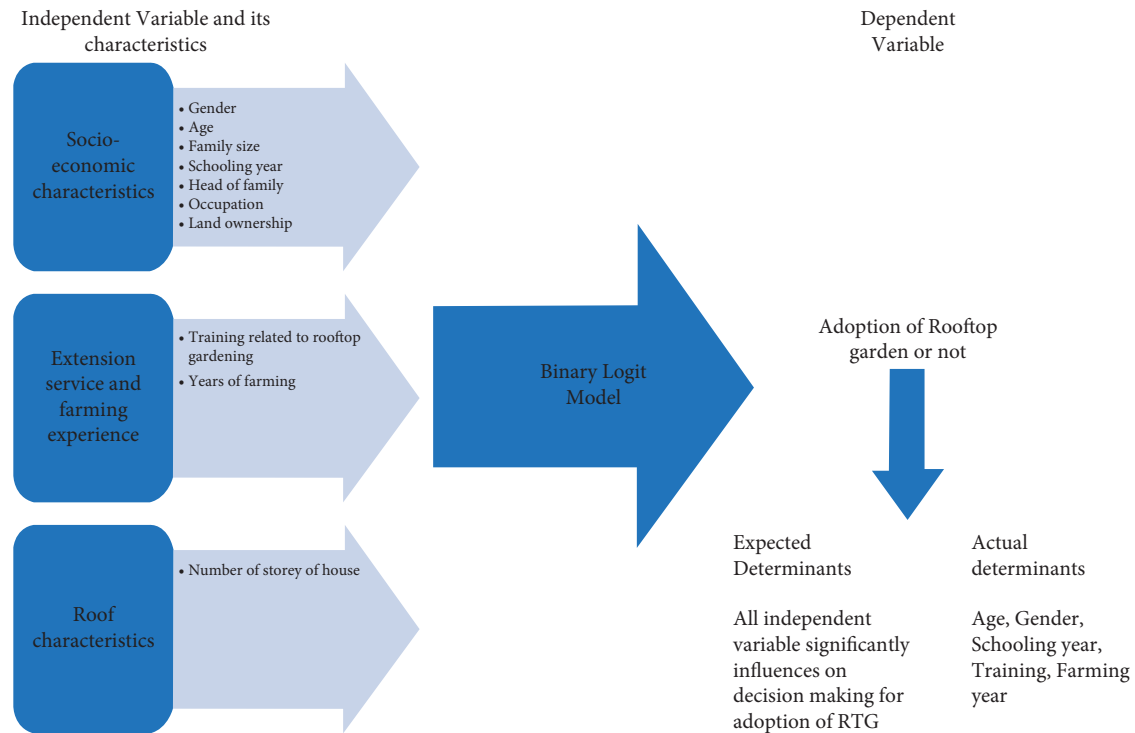 Independent Variable and its
characteristics
Dependent
Variable
Socio-
economic
characteristics
• Gender
• Age
• Family size
• Schooling year
• Head of family
• Occupation
• Land ownership
Extension
service and
farming
experience
• Training related to rooftop
gardening
• Years of farming
Roof
characteristics
• Number of storey of house
Binary Logit
Model
Adoption of Rooftop
garden or not
Expected
Determinants
All independent
variable significantly
influences on
decision making for
adoption of RTG
Actual
determinants
Age, Gender,
Schooling year,
Training, Farming
year